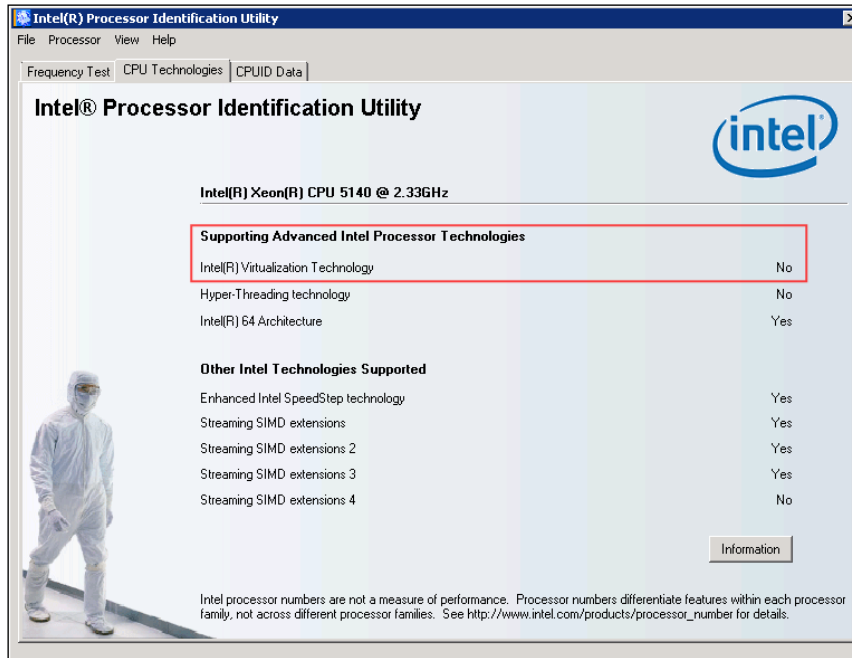 Intel(R) Processor Identification Utility
File Processor View Help
Frequency Test CPU Technologies CPUID Data
Intel® Processor Identification Utility
intel
Intel(R) Xeon(R) CPU 5140 @ 2.33GHz
Supporting Advanced Intel Processor Technologies
Intel(R) Virtualization Technology No
Hyper-Threading technology No
Intel(R) 64 Architecture Yes
Other Intel Technologies Supported
Enhanced Intel SpeedStep technology Yes
Streaming SIMD extensions Yes
Streaming SIMD extensions 2 Yes
Streaming SIMD extensions 3 Yes
Streaming SIMD extensions 4 No
Information
Intel processor numbers are not a measure of performance. Processor numbers differentiate features within each processor
family, not across different processor families. See http://www.intel.com/products/processor_number for details.